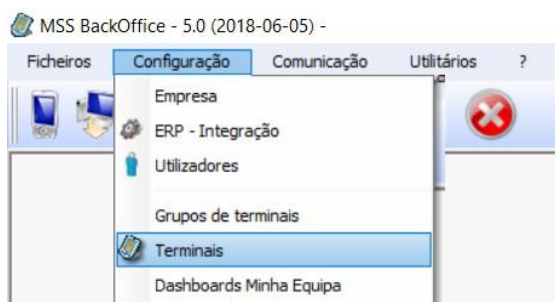 MSS BackOffice - 5.0 (2018-06-05) -
Ficheiros Configuração Comunicação Utilitários ?
Empresa
ERP - Integração
Utilizadores
Grupos de terminais
Terminais
Dashboards Minha Equipa